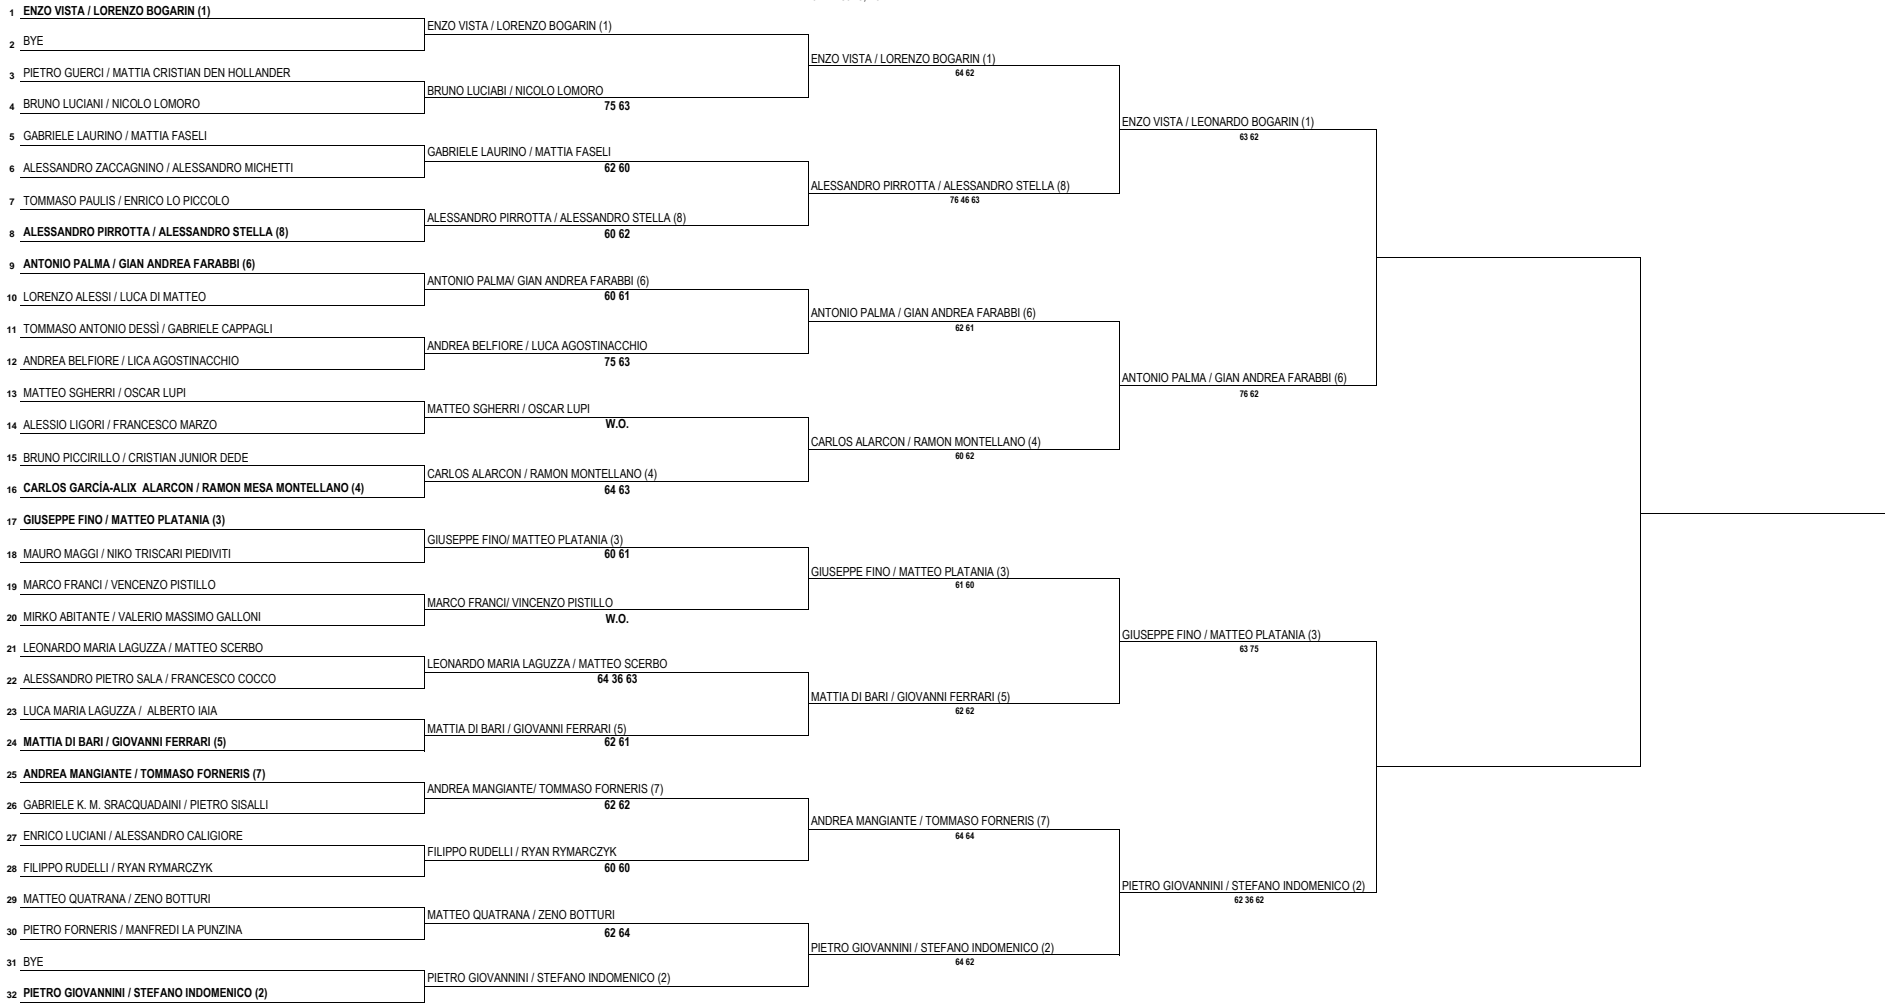 1 ENZO VISTA / LORENZO BOGARIN (1)
2 BYE
3 PIETRO GUERCI / MATTIA CRISTIAN DEN HOLLANDER
4 BRUNO LUCIANI / NICOLO LOMORO
5 GABRIELE LAURINO / MATTIA FASELI
6 ALESSANDRO ZACCAGNINO / ALESSANDRO MICHETTI
7 TOMMASO PAULIS / ENRICO LO PICCOLO
8 ALESSANDRO PIRROTTA / ALESSANDRO STELLA (8)
9 ANTONIO PALMA / GIAN ANDREA FARABBI (6)
10 LORENZO ALESSI / LUCA DI MATTEO
11 TOMMASO ANTONIO DESSÌ / GABRIELE CAPPAGLI
12 ANDREA BELFIORE / LICA AGOSTINACCHIO
13 MATTEO SGHERRI / OSCAR LUPI
14 ALESSIO LIGORI / FRANCESCO MARZO
15 BRUNO PICCIRILLO / CRISTIAN JUNIOR DEDE
16 CARLOS GARCÍA-ALIX ALARCON / RAMON MESA MONTELLANO (4)
17 GIUSEPPE FINO / MATTEO PLATANIA (3)
18 MAURO MAGGI / NIKO TRISCARI PIEDIVITI
19 MARCO FRANCI / VENCENZO PISTILLO
20 MIRKO ABITANTE / VALERIO MASSIMO GALLONI
21 LEONARDO MARIA LAGUZZA / MATTEO SCERBO
22 ALESSANDRO PIETRO SALA / FRANCESCO COCCO
23 LUCA MARIA LAGUZZA / ALBERTO IAIA
24 MATTIA DI BARI / GIOVANNI FERRARI (5)
25 ANDREA MANGIANTE / TOMMASO FORNERIS (7)
26 GABRIELE K. M. SRACQUADAINI / PIETRO SISALLI
27 ENRICO LUCIANI / ALESSANDRO CALIGIORE
28 FILIPPO RUDELLI / RYAN RYMARCZYK
29 MATTEO QUATRANA / ZENO BOTTURI
30 PIETRO FORNERIS / MANFREDI LA PUNZINA
31 BYE
32 PIETRO GIOVANNINI / STEFANO INDOMENICO (2)
ENZO VISTA / LORENZO BOGARIN (1)
BRUNO LUCIABI / NICOLO LOMORO
75 63
GABRIELE LAURINO / MATTIA FASELI
62 60
ALESSANDRO PIRROTTA / ALESSANDRO STELLA (8)
60 62
ANTONIO PALMA/ GIAN ANDREA FARABBI (6)
60 61
ANDREA BELFIORE / LUCA AGOSTINACCHIO
75 63
MATTEO SGHERRI / OSCAR LUPI
W.O.
CARLOS ALARCON / RAMON MONTELLANO (4)
64 63
GIUSEPPE FINO/ MATTEO PLATANIA (3)
60 61
MARCO FRANCI/ VINCENZO PISTILLO
W.O.
LEONARDO MARIA LAGUZZA / MATTEO SCERBO
64 36 63
MATTIA DI BARI / GIOVANNI FERRARI (5)
62 61
ANDREA MANGIANTE/ TOMMASO FORNERIS (7)
62 62
FILIPPO RUDELLI / RYAN RYMARCZYK
60 60
MATTEO QUATRANA / ZENO BOTTURI
62 64
PIETRO GIOVANNINI / STEFANO INDOMENICO (2)
ENZO VISTA / LORENZO BOGARIN (1)
64 62
ALESSANDRO PIRROTTA / ALESSANDRO STELLA (8)
76 46 63
ANTONIO PALMA / GIAN ANDREA FARABBI (6)
62 61
CARLOS ALARCON / RAMON MONTELLANO (4)
60 62
GIUSEPPE FINO / MATTEO PLATANIA (3)
61 60
MATTIA DI BARI / GIOVANNI FERRARI (5)
62 62
ANDREA MANGIANTE / TOMMASO FORNERIS (7)
64 64
PIETRO GIOVANNINI / STEFANO INDOMENICO (2)
64 62
ENZO VISTA / LEONARDO BOGARIN (1)
63 62
ANTONIO PALMA / GIAN ANDREA FARABBI (6)
76 62
GIUSEPPE FINO / MATTEO PLATANIA (3)
63 75
PIETRO GIOVANNINI / STEFANO INDOMENICO (2)
62 36 62